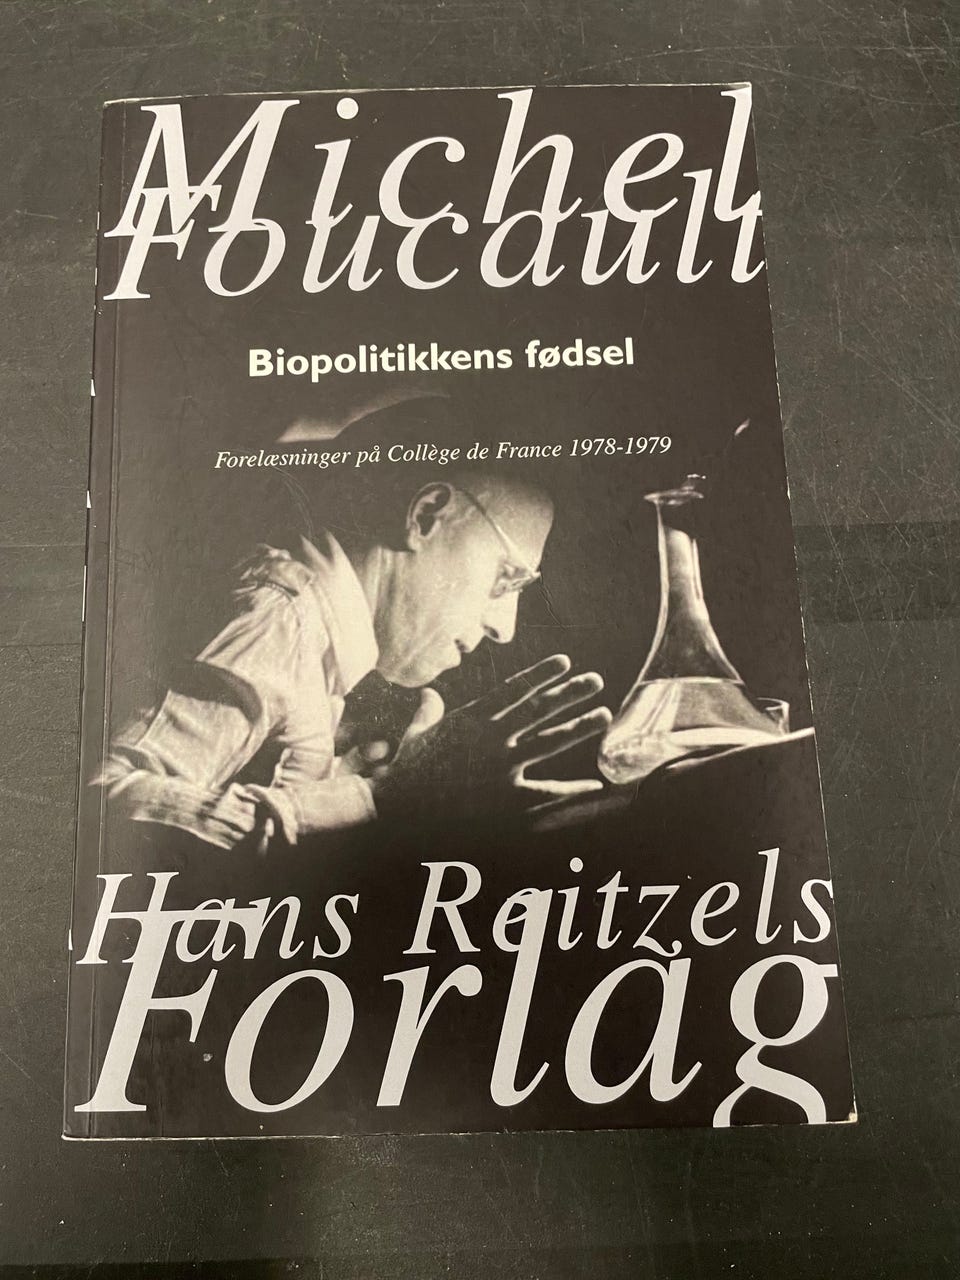 Michel
Foucault
Biopolitikkens fødsel
Forelæsninger på Collège de France 1978-1979
Hans Reitzels
Forlag